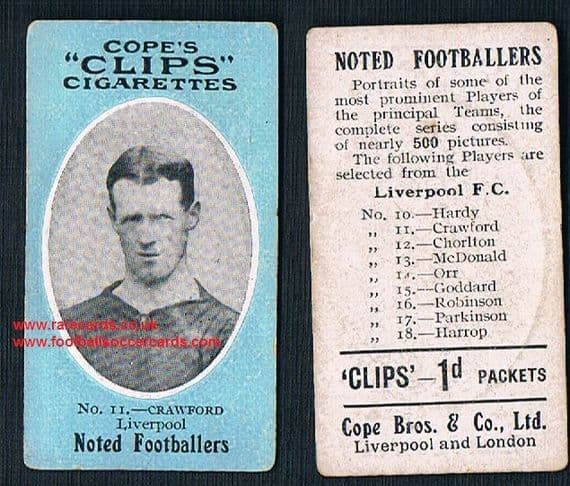 COPE'S
"CLIPS"
CIGARETTES
www.rarecards.co.uk
www.footballsoccercards.com
No. 11.—CRAWFORD
Liverpool
Noted Footballers
NOTED FOOTBALLERS
Portraits of some of the
most prominent Players of
the principal Teams, the
complete series consisting
of nearly 500 pictures.
The following Players are
selected from the
Liverpool F.C.
No. 10.—Hardy
„ 11.—Crawford
„ 12.—Chorlton
„ 13.—McDonald
„ 14.—Orr
„ 15.—Goddard
„ 16.—Robinson
„ 17.—Parkinson
„ 18.—Harrop
'CLIPS'—1d PACKETS
Cope Bros. & Co., Ltd.
Liverpool and London